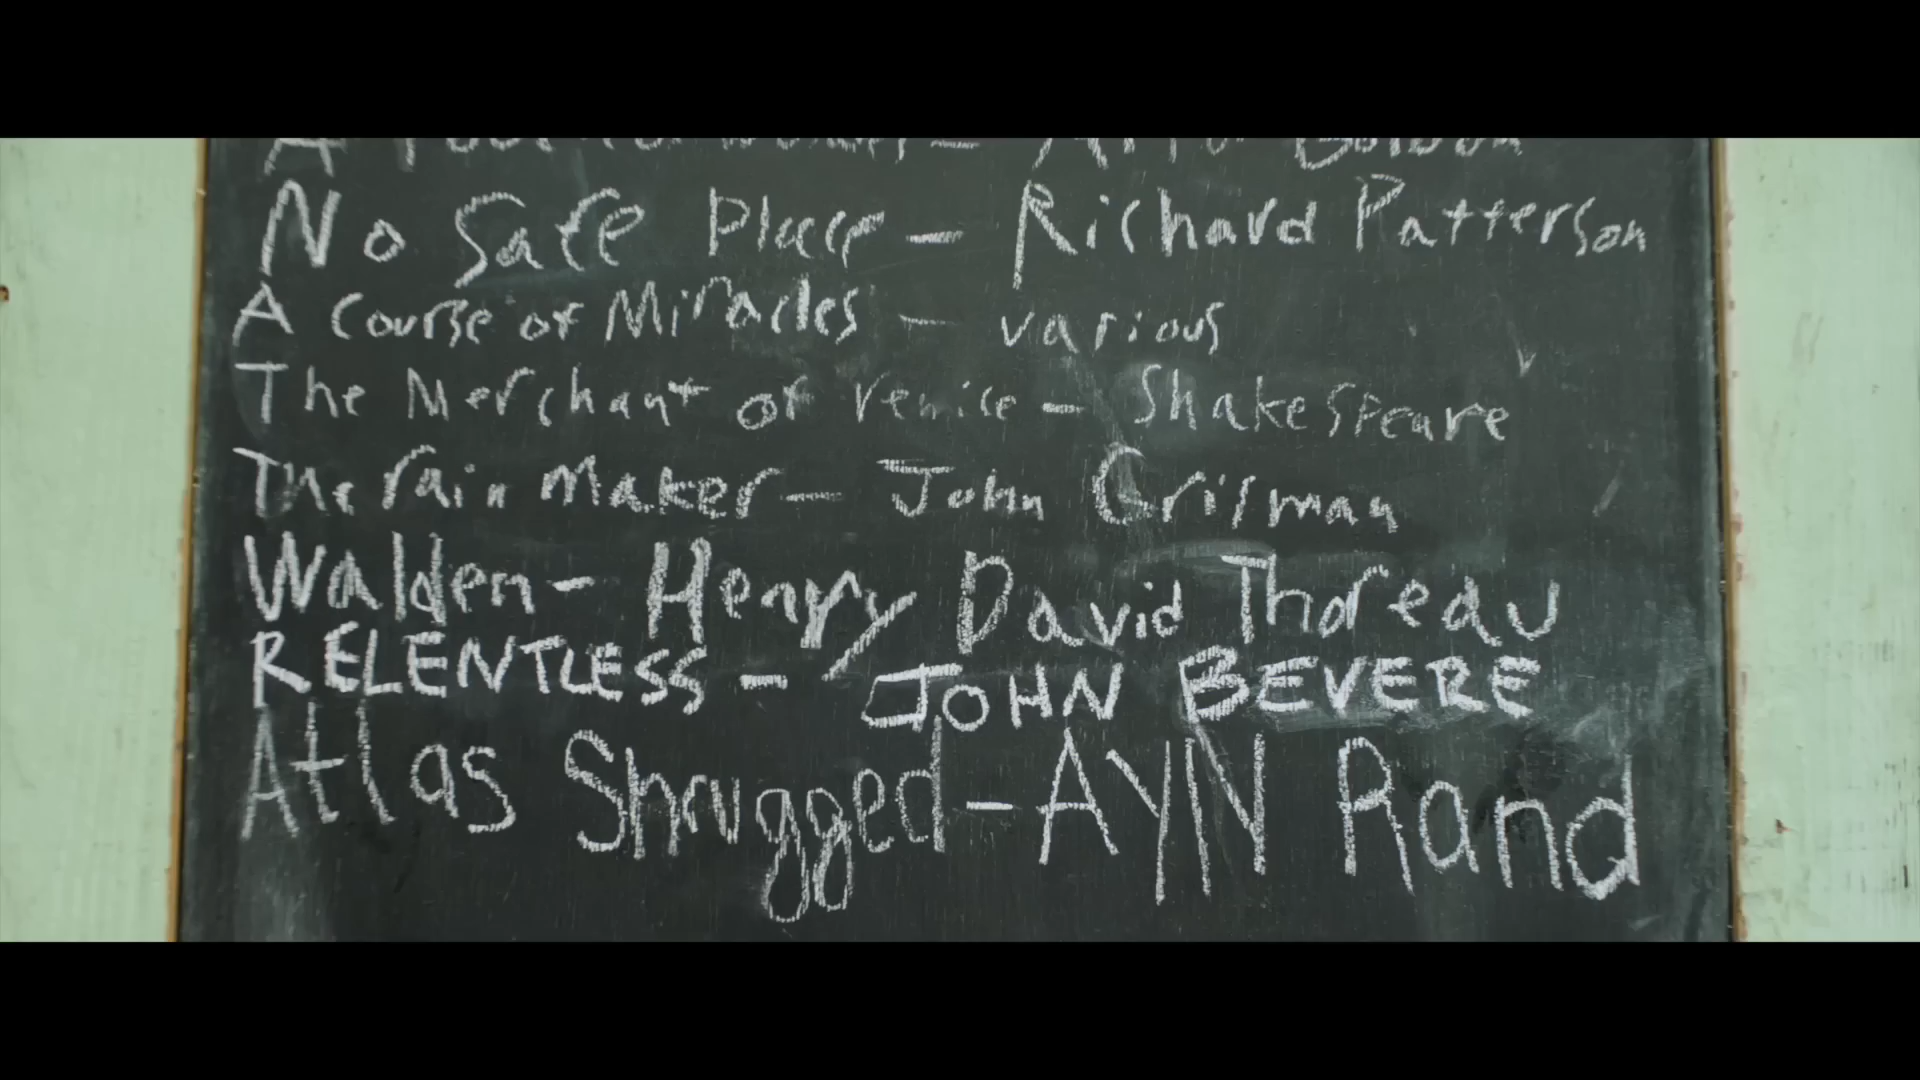 No Safe Place - Richard Patterson
A Course of Miracles - various
The Merchant of Venice - Shakespeare
The rain Maker - John Crisman
Walden - Henry David Thoreau
RELENTLESS - JOHN BEVERE
Atlas Shrugged - AYN Rand